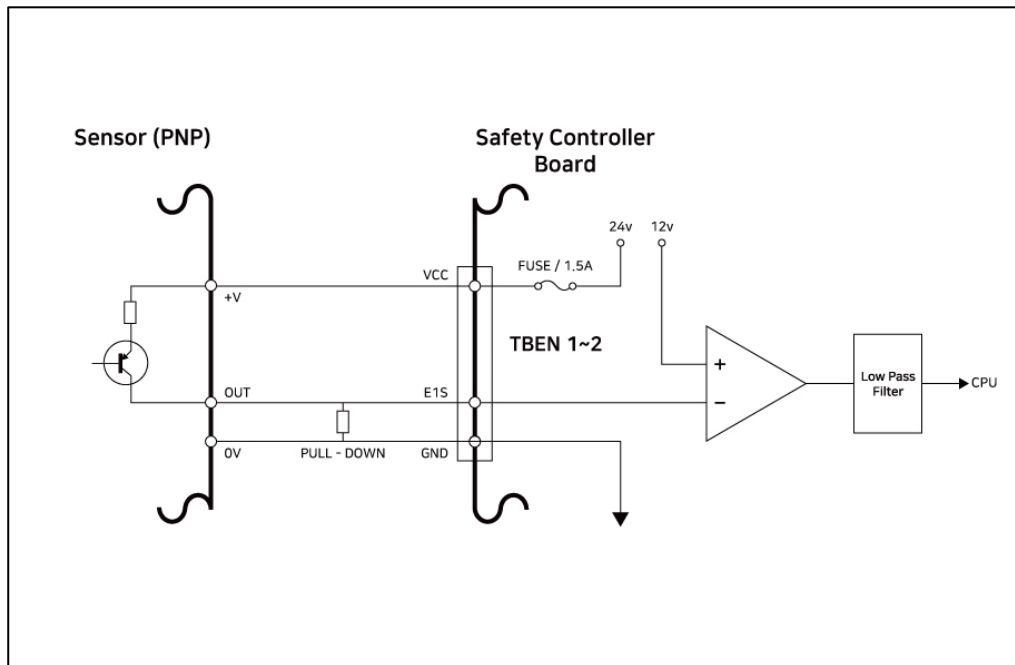 Sensor (PNP)
Safety Controller
Board
24v
12v
FUSE / 1.5A
VCC
+V
TBEN 1~2
+
−
Low Pass
Filter
CPU
OUT
E1S
0V
PULL - DOWN
GND